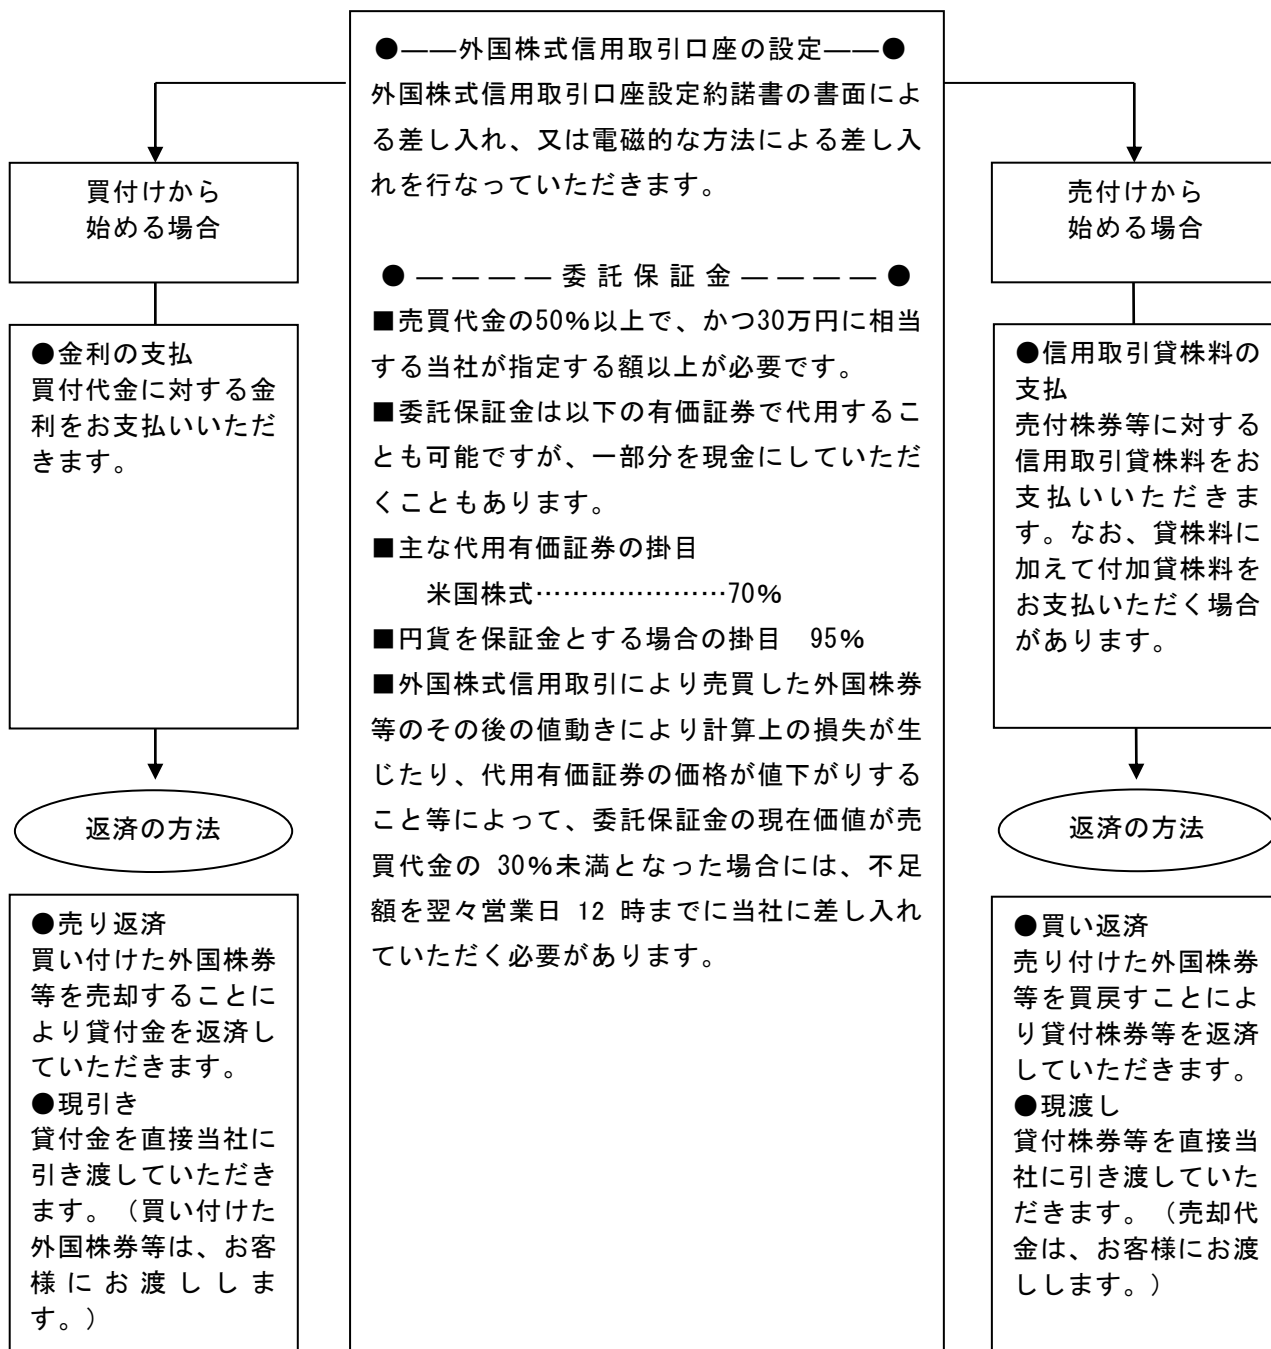 ●――外国株式信用取引口座の設定――●
外国株式信用取引口座設定約諾書の書面によ
る差し入れ、又は電磁的な方法による差し入
れを行なっていただきます。
●――――委託保証金――――●
■売買代金の50％以上で、かつ30万円に相当
する当社が指定する額以上が必要です。
■委託保証金は以下の有価証券で代用するこ
とも可能ですが、一部分を現金にしていただ
くこともあります。
■主な代用有価証券の掛目
米国株式…………………70％
■円貨を保証金とする場合の掛目　95％
■外国株式信用取引により売買した外国株券
等のその後の値動きにより計算上の損失が生
じたり、代用有価証券の価格が値下がりする
こと等によって、委託保証金の現在価値が売
買代金の 30％未満となった場合には、不足
額を翌々営業日 12 時までに当社に差し入れ
ていただく必要があります。
買付けから
始める場合
●金利の支払
買付代金に対する金
利をお支払いいただ
きます。
返済の方法
●売り返済
買い付けた外国株券
等を売却することに
より貸付金を返済し
ていただきます。
●現引き
貸付金を直接当社に
引き渡していただき
ます。（買い付けた
外国株券等は、お客
様にお渡ししま
す。）
売付けから
始める場合
●信用取引貸株料の
支払
売付株券等に対する
信用取引貸株料をお
支払いいただきま
す。なお、貸株料に
加えて付加貸株料を
お支払いただく場合
があります。
返済の方法
●買い返済
売り付けた外国株券
等を買戻すことによ
り貸付株券等を返済
していただきます。
●現渡し
貸付株券等を直接当
社に引き渡していた
だきます。（売却代
金は、お客様にお渡
しします。）